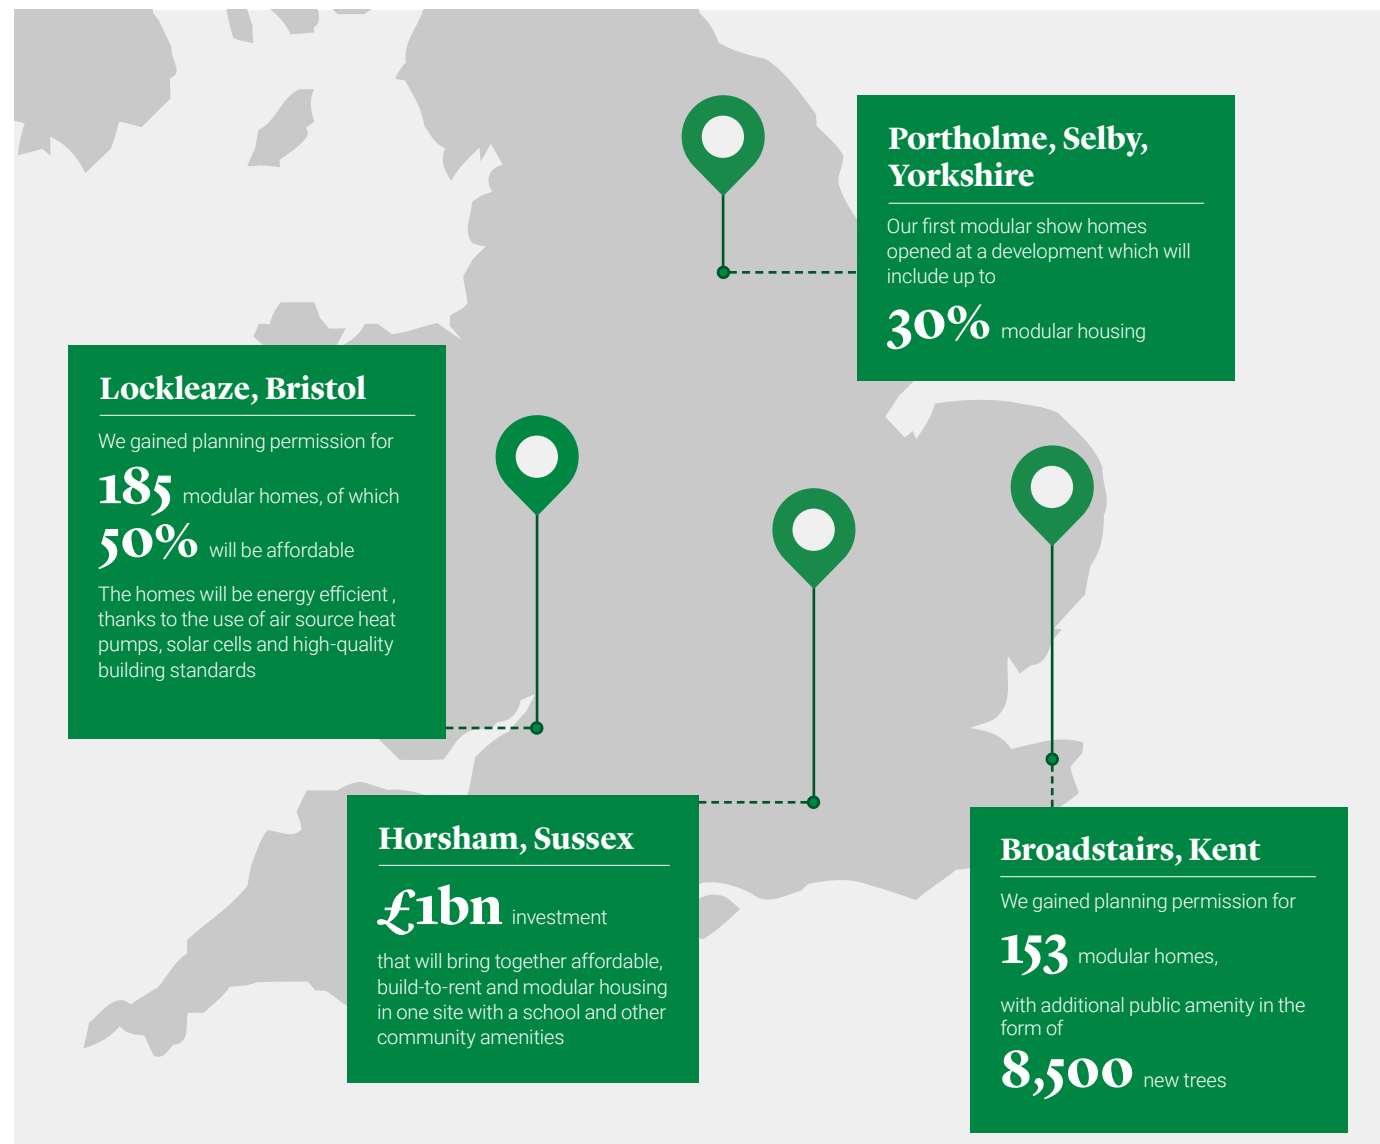 Portholme, Selby,
Yorkshire
Our first modular show homes
opened at a development which will
include up to
30% modular housing
Lockleaze, Bristol
We gained planning permission for
185 modular homes, of which
50% will be affordable
The homes will be energy efficient ,
thanks to the use of air source heat
pumps, solar cells and high-quality
building standards
Horsham, Sussex
£1bn investment
that will bring together affordable,
build-to-rent and modular housing
in one site with a school and other
community amenities
Broadstairs, Kent
We gained planning permission for
153 modular homes,
with additional public amenity in the
form of
8,500 new trees